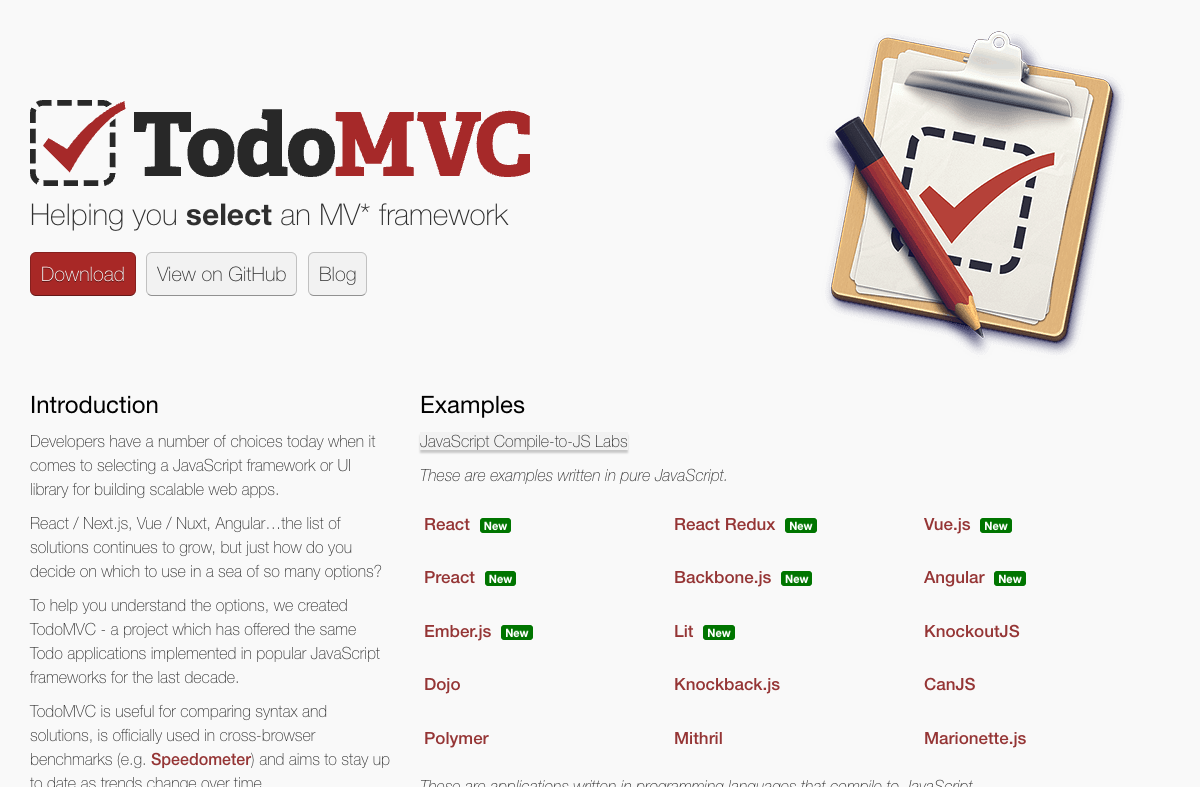 TodoMVC
Helping you select an MV* framework
Download
View on GitHub
Blog
Introduction
Developers have a number of choices today when it
comes to selecting a JavaScript framework or UI
library for building scalable web apps.
React / Next.js, Vue / Nuxt, Angular…the list of
solutions continues to grow, but just how do you
decide on which to use in a sea of so many options?
To help you understand the options, we created
TodoMVC - a project which has offered the same
Todo applications implemented in popular JavaScript
frameworks for the last decade.
TodoMVC is useful for comparing syntax and
solutions, is officially used in cross-browser
benchmarks (e.g. Speedometer) and aims to stay up
to date as trends change over time.
Examples
JavaScript Compile-to-JS Labs
These are examples written in pure JavaScript.
React New
React Redux New
Vue.js New
Preact New
Backbone.js New
Angular New
Ember.js New
Lit New
KnockoutJS
Dojo
Knockback.js
CanJS
Polymer
Mithril
Marionette.js
These are applications written in programming languages that compile to JavaScript.